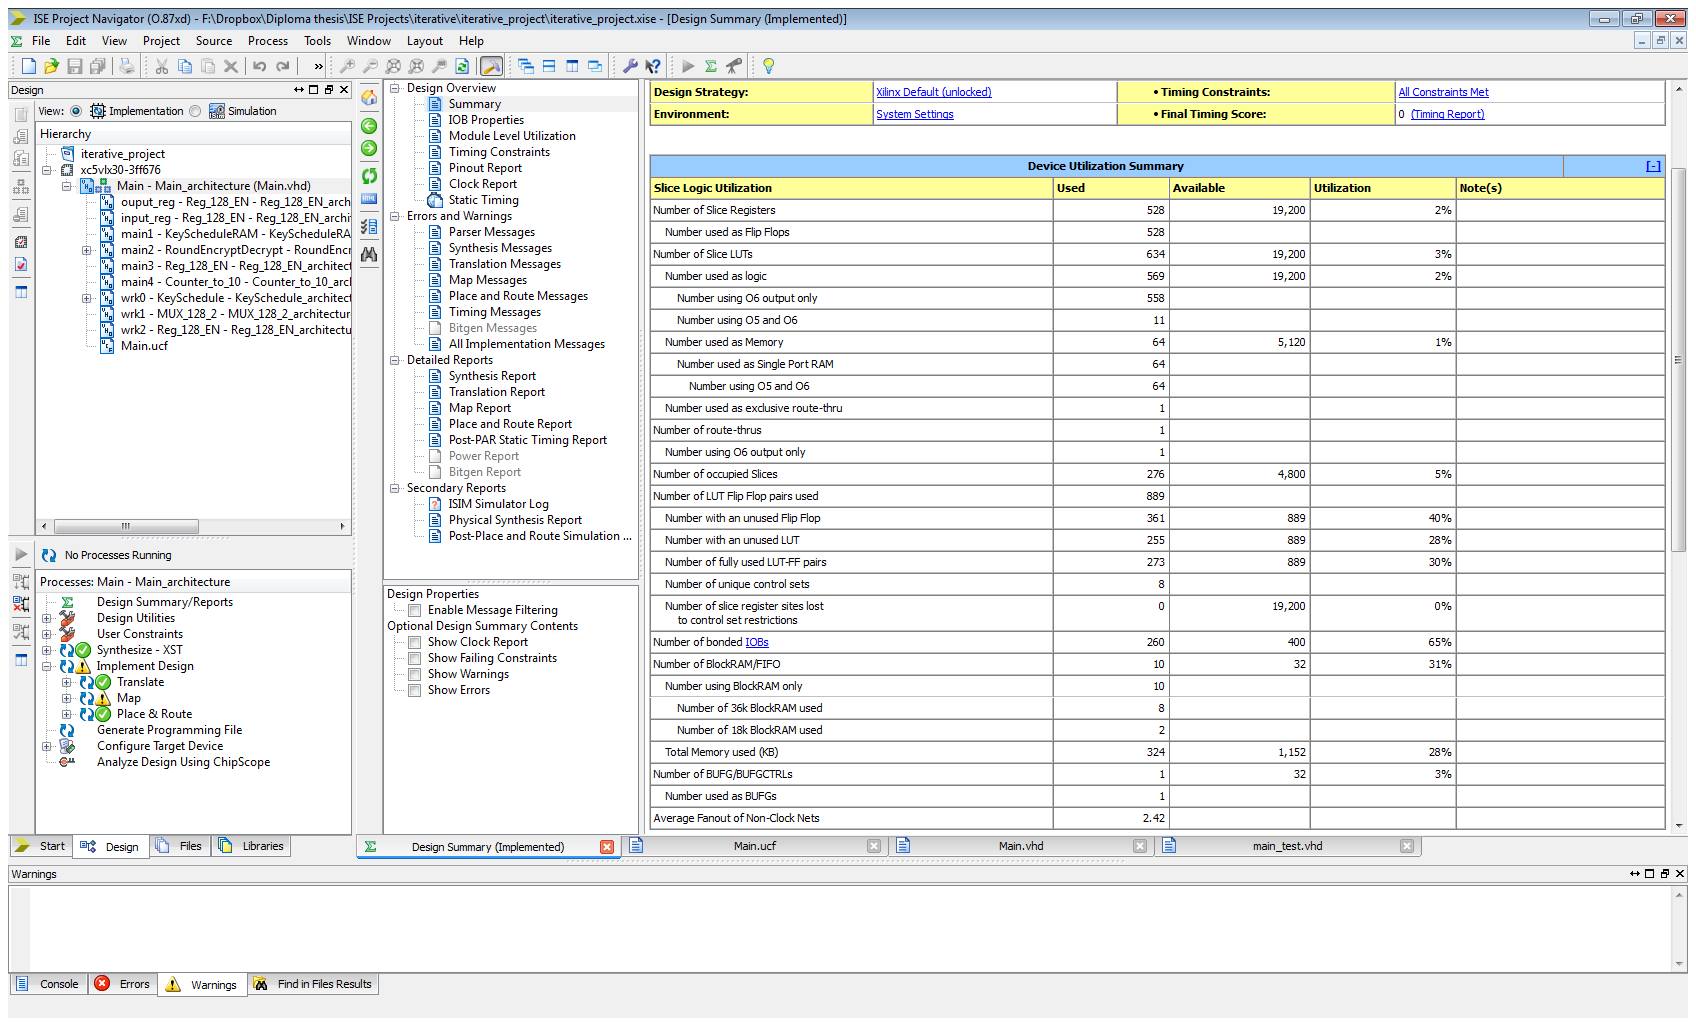 ISE Project Navigator (O.87xd) - F:\Dropbox\Diploma thesis\ISE Projects\iterative\iterative_project\iterative_project.xise - [Design Summary (Implemented)]
File Edit View Project Source Process Tools Window Layout Help
Design
View: Implementation Simulation
Hierarchy
iterative_project
xc5vlx30-3ff676
Main - Main_architecture (Main.vhd)
ouput_reg - Reg_128_EN - Reg_128_EN_arch
input_reg - Reg_128_EN - Reg_128_EN_archi
main1 - KeyScheduleRAM - KeyScheduleRA
main2 - RoundEncryptDecrypt - RoundEncr
main3 - Reg_128_EN - Reg_128_EN_architect
main4 - Counter_to_10 - Counter_to_10_arcl
wrk0 - KeySchedule - KeySchedule_architect
wrk1 - MUX_128_2 - MUX_128_2_architecture
wrk2 - Reg_128_EN - Reg_128_EN_architectu
Main.ucf
No Processes Running
Processes: Main - Main_architecture
Design Summary/Reports
Design Utilities
User Constraints
Synthesize - XST
Implement Design
Translate
Map
Place & Route
Generate Programming File
Configure Target Device
Analyze Design Using ChipScope
Start Design Files Libraries
Design Overview
Summary
IOB Properties
Module Level Utilization
Timing Constraints
Pinout Report
Clock Report
Static Timing
Errors and Warnings
Parser Messages
Synthesis Messages
Translation Messages
Map Messages
Place and Route Messages
Timing Messages
Bitgen Messages
All Implementation Messages
Detailed Reports
Synthesis Report
Translation Report
Map Report
Place and Route Report
Post-PAR Static Timing Report
Power Report
Bitgen Report
Secondary Reports
ISIM Simulator Log
Physical Synthesis Report
Post-Place and Route Simulation ...
Design Properties
Enable Message Filtering
Optional Design Summary Contents
Show Clock Report
Show Failing Constraints
Show Warnings
Show Errors
Design Strategy: Xilinx Default (unlocked) • Timing Constraints: All Constraints Met
Environment: System Settings • Final Timing Score: 0 (Timing Report)
Device Utilization Summary [-]
Slice Logic Utilization Used Available Utilization Note(s)
Number of Slice Registers 528 19,200 2%
Number used as Flip Flops 528
Number of Slice LUTs 634 19,200 3%
Number used as logic 569 19,200 2%
Number using O6 output only 558
Number using O5 and O6 11
Number used as Memory 64 5,120 1%
Number used as Single Port RAM 64
Number using O5 and O6 64
Number used as exclusive route-thru 1
Number of route-thrus 1
Number using O6 output only 1
Number of occupied Slices 276 4,800 5%
Number of LUT Flip Flop pairs used 889
Number with an unused Flip Flop 361 889 40%
Number with an unused LUT 255 889 28%
Number of fully used LUT-FF pairs 273 889 30%
Number of unique control sets 8
Number of slice register sites lost
to control set restrictions 0 19,200 0%
Number of bonded IOBs 260 400 65%
Number of BlockRAM/FIFO 10 32 31%
Number using BlockRAM only 10
Number of 36k BlockRAM used 8
Number of 18k BlockRAM used 2
Total Memory used (KB) 324 1,152 28%
Number of BUFG/BUFGCTRLs 1 32 3%
Number used as BUFGs 1
Average Fanout of Non-Clock Nets 2.42
Design Summary (Implemented) Main.ucf Main.vhd main_test.vhd
Warnings
Console Errors Warnings Find in Files Results